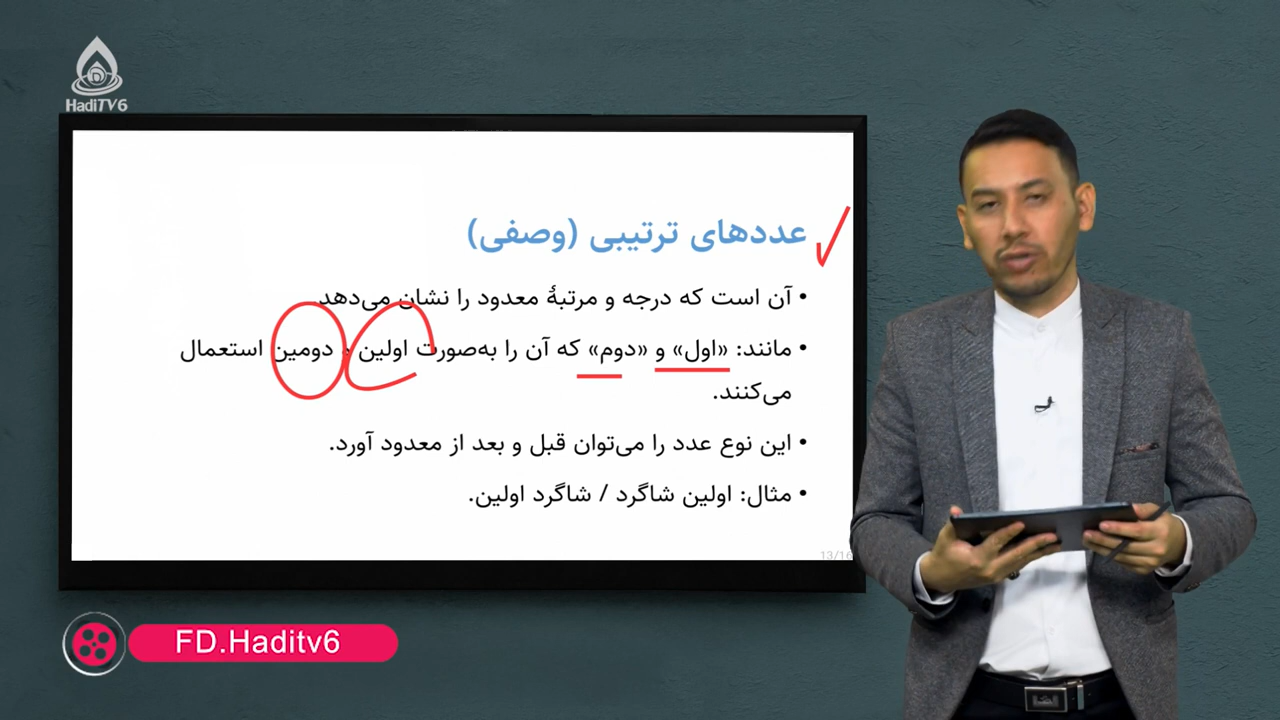 HadiTV6
عددهای ترتیبی (وصفی)
• آن است که درجه و مرتبهٔ معدود را نشان می‌دهد.
• مانند: «اول» و «دوم» که آن را به‌صورت اولین و دومین استعمال
می‌کنند.
• این نوع عدد را می‌توان قبل و بعد از معدود آورد.
• مثال: اولین شاگرد / شاگرد اولین.
13/16
FD.Haditv6